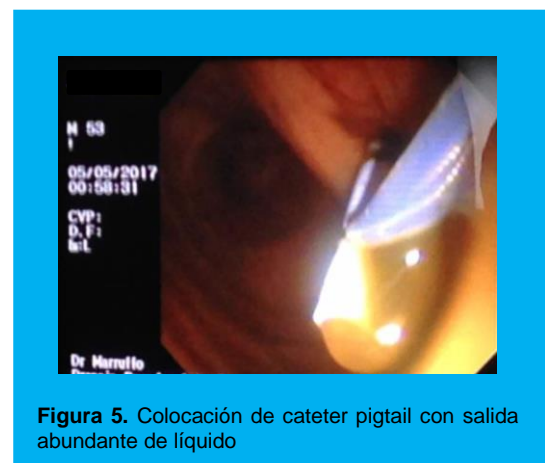 M 53
05/05/2017
00:58:31
CVP:
D.F:
Dr Marrufo
Figura 5. Colocación de cateter pigtail con salida
abundante de líquido